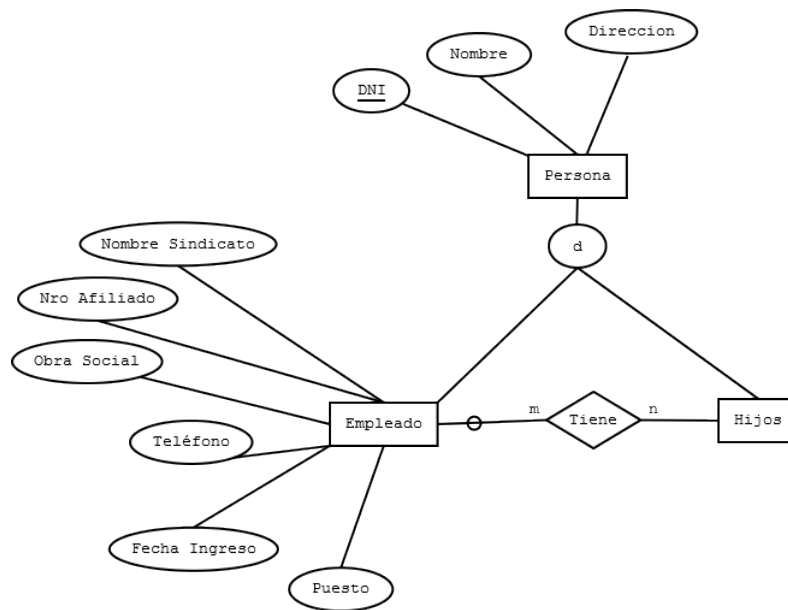 Direccion
Nombre
DNI
Persona
d
Nombre Sindicato
Nro Afiliado
Obra Social
Teléfono
Fecha Ingreso
Puesto
Empleado
m
Tiene
n
Hijos